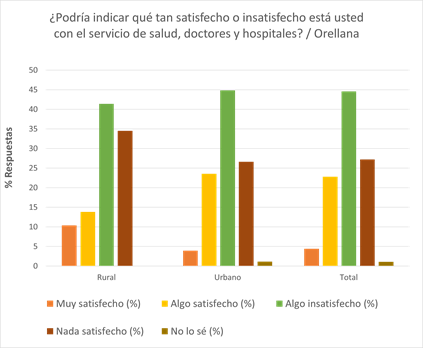 ¿Podría indicar qué tan satisfecho o insatisfecho está usted
con el servicio de salud, doctores y hospitales? / Orellana
50
45
40
35
30
25
20
15
10
5
0
% Respuestas
Rural Urbano Total
Muy satisfecho (%) Algo satisfecho (%) Algo insatisfecho (%)
Nada satisfecho (%) No lo sé (%)